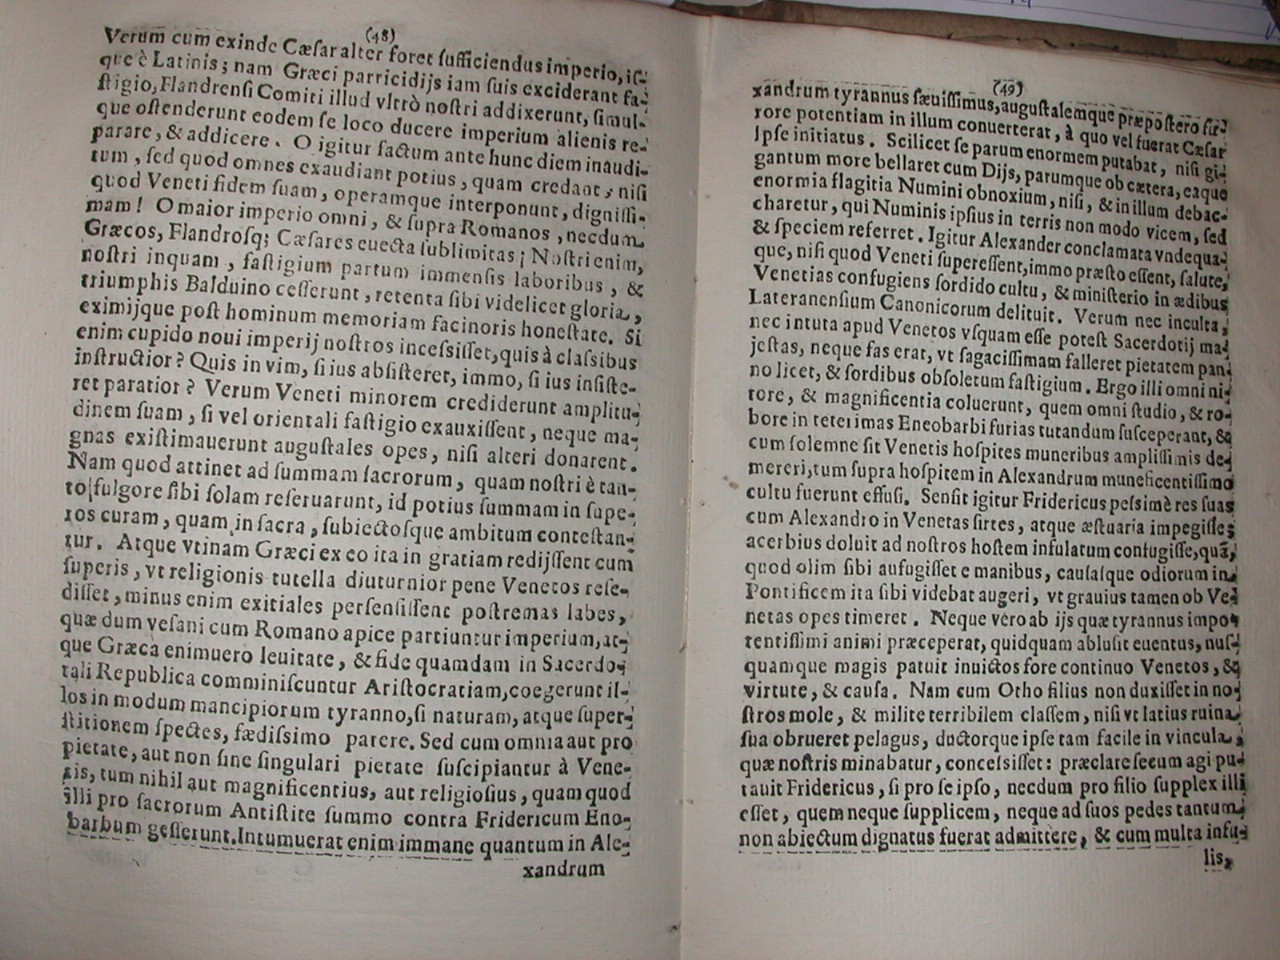 (48)
Verum cum exinde Cæſar alter foret ſufficiendus imperio, iſ-
que è Latinis; nam Græci parricidijs iam ſuis exciderant fa-
ſtigio, Flandrenſi Comiti illud vltrò noſtri addixerunt, ſimul-
que oſtenderunt eodem ſe loco ducere imperium alienis re-
parare, & addicere. O igitur factum ante hunc diem inaudi-
tum, ſed quod omnes exaudiant potius, quam credant, niſi
quod Veneti fidem ſuam, operamque interponunt, digniſſi-
mam! O maior imperio omni, & ſupra Romanos, necdum
Græcos, Flandroſq; Cæſares euecta ſublimitas! Noſtri enim,
noſtri inquam, faſtigium partum immenſis laboribus, &
triumphis Balduino ceſſerunt, retenta ſibi videlicet gloria,
eximijque poſt hominum memoriam facinoris honeſtate. Si
enim cupido noui imperij noſtros inceſsiſſet, quis à claſsibus
inſtructior? Quis in vim, ſi ius abſiſteret, immo, ſi ius inſiſte-
ret paratior? Verum Veneti minorem crediderunt amplitu-
dinem ſuam, ſi vel orientali faſtigio exauxiſſent, neque ma-
gnas exiſtimauerunt auguſtales opes, niſi alteri donarent.
Nam quod attinet ad ſummam ſacrorum, quam noſtri è tan-
to fulgore ſibi ſolam reſeruarunt, id potius ſummam in ſupe-
ros curam, quam in ſacra, ſubiectoſque ambitum conteſtan-
tur. Atque vtinam Græci ex eo ita in gratiam redijſſent cum
ſuperis, vt religionis tutella diuturnior pene Venetos reſe-
diſſet, minus enim exitiales perſenſiſſent poſtremas labes,
quæ dum veſani cum Romano apice partiuntur imperium, at-
que Græca enimuero leuitate, & fide quamdam in Sacerdo-
tali Republica comminiſcuntur Ariſtocratiam, coegerunt il-
los in modum mancipiorum tyranno, ſi naturam, atque ſuper-
ſtitionem ſpectes, fædiſsimo parere. Sed cum omnia aut pro
pietate, aut non ſine ſingulari pietate ſuſcipiantur à Vene-
tis, tum nihil aut magnificentius, aut religioſius, quam quod
illi pro ſacrorum Antiſtite ſummo contra Fridericum Eno-
barbum geſſerunt. Intumuerat enim immane quantum in Ale-
xandrum
(49)
xandrum tyrannus ſæuiſſimus, auguſtalemque præpoſtero fur-
rore potentiam in illum conuerterat, à quo vel fuerat Cæſar
Ipſe initiatus. Scilicet ſe parum enormem putabat, niſi gi-
gantum more bellaret cum Dijs, parumque ob cætera, eaque
enormia flagitia Numini obnoxium, niſi, & in illum debac-
charetur, qui Numinis ipſius in terris non modo vicem, ſed
& ſpeciem referret. Igitur Alexander conclamata vndequa-
que, niſi quod Veneti ſupereſſent, immo præſto eſſent, ſalute,
Venetias confugiens ſordido cultu, & miniſterio in ædibus
Lateranenſium Canonicorum delituit. Verum nec inculta,
nec intuta apud Venetos vſquam eſſe poteſt Sacerdotij ma-
jeſtas, neque fas erat, vt ſagaciſſimam falleret pietatem pan-
no licet, & ſordibus obſoletum faſtigium. Ergo illi omni ni-
tore, & magnificentia coluerunt, quem omni ſtudio, & ro-
bore in teterimas Eneobarbi furias tutandum ſuſceperant, &
cum ſolemne ſit Venetis hoſpites muneribus ampliſſimis de-
mereri, tum ſupra hoſpitem in Alexandrum munificentiſſimo
cultu fuerunt effuſi. Senſit igitur Fridericus peſsimè res ſuas
cum Alexandro in Venetas ſirtes, atque æſtuaria impegiſſe;
acerbius doluit ad noſtros hoſtem inſulatum confugiſſe, quã,
quod olim ſibi aufugiſſet e manibus, cauſaſque odiorum in
Pontificem ita ſibi videbat augeri, vt grauius tamen ob Ve-
netas opes timeret. Neque vero ab ijs quæ tyrannus impo-
tentiſſimi animi præceperat, quidquam abluſit euentus, nuſ-
quamque magis patuit inuictos fore continuo Venetos, &
virtute, & cauſa. Nam cum Otho filius non duxiſſet in no-
ſtros mole, & milite terribilem claſſem, niſi vt latius ruina
ſua obrueret pelagus, ductorque ipſe tam facile in vincula,
quæ noſtris minabatur, conceſsiſſet: præclare ſecum agi pu-
tauit Fridericus, ſi pro ſe ipſo, necdum pro filio ſupplex illi
eſſet, quem neque ſupplicem, neque ad ſuos pedes tantum
non abiectum dignatus fuerat admittere, & cum multa infu-
lis,